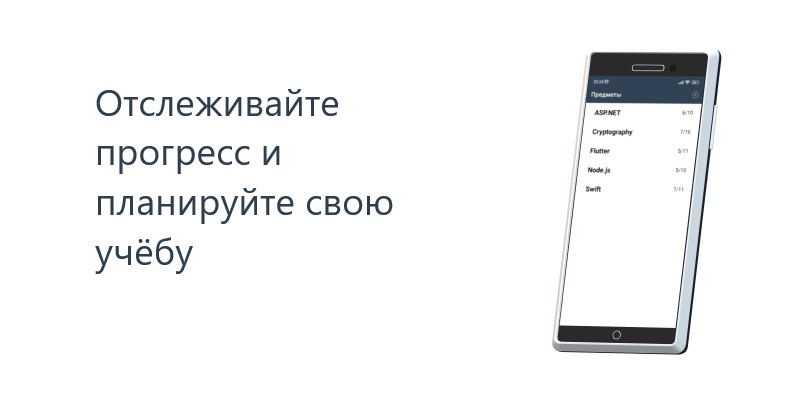 Отслеживайте
прогресс и
планируйте свою
учёбу
Предметы
ASP.NET 6/10
Cryptography 7/16
Flutter 5/11
Node.js 5/10
Swift 7/11